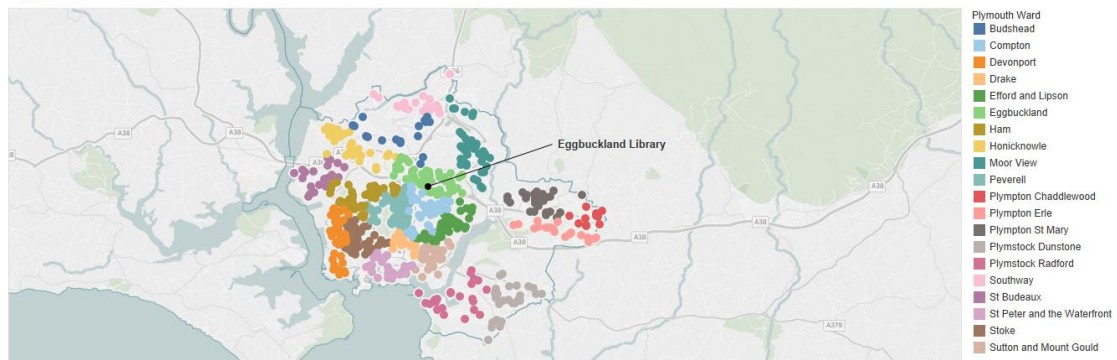 Plymouth Ward
Budshead
Compton
Devonport
Drake
Efford and Lipson
Eggbuckland
Ham
Honicknowle
Moor View
Peverell
Plympton Chaddlewood
Plympton Erle
Plympton St Mary
Plymstock Dunstone
Plymstock Radford
Southway
St Budeaux
St Peter and the Waterfront
Stoke
Sutton and Mount Gould
Eggbuckland Library
A38
A38
A38
A38
A38
A38
A38
A379